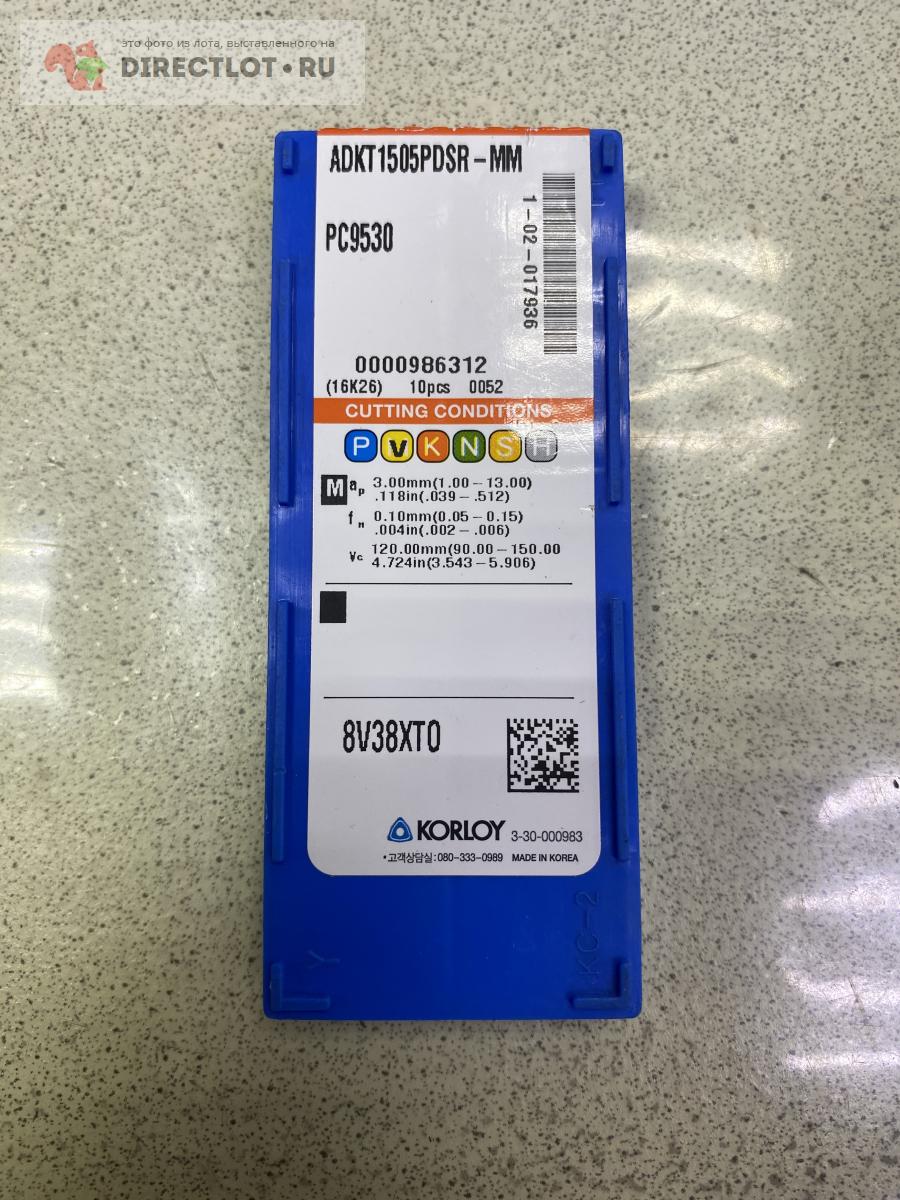 это фото из лота, выставленного на
DIRECTLOT•RU
ADKT1505PDSR-MM
1-02-017936
PC9530
0000986312
(16K26) 10pcs 0052
CUTTING CONDITIONS
P v K N S H
M ap 3.00mm(1.00-13.00)
.118in(.039-.512)
fn 0.10mm(0.05-0.15)
.004in(.002-.006)
vc 120.00mm(90.00-150.00
4.724in(3.543-5.906)
8V38XT0
KORLOY 3-30-000983
•고객상담실:080-333-0989 MADE IN KOREA
KC-2
Y